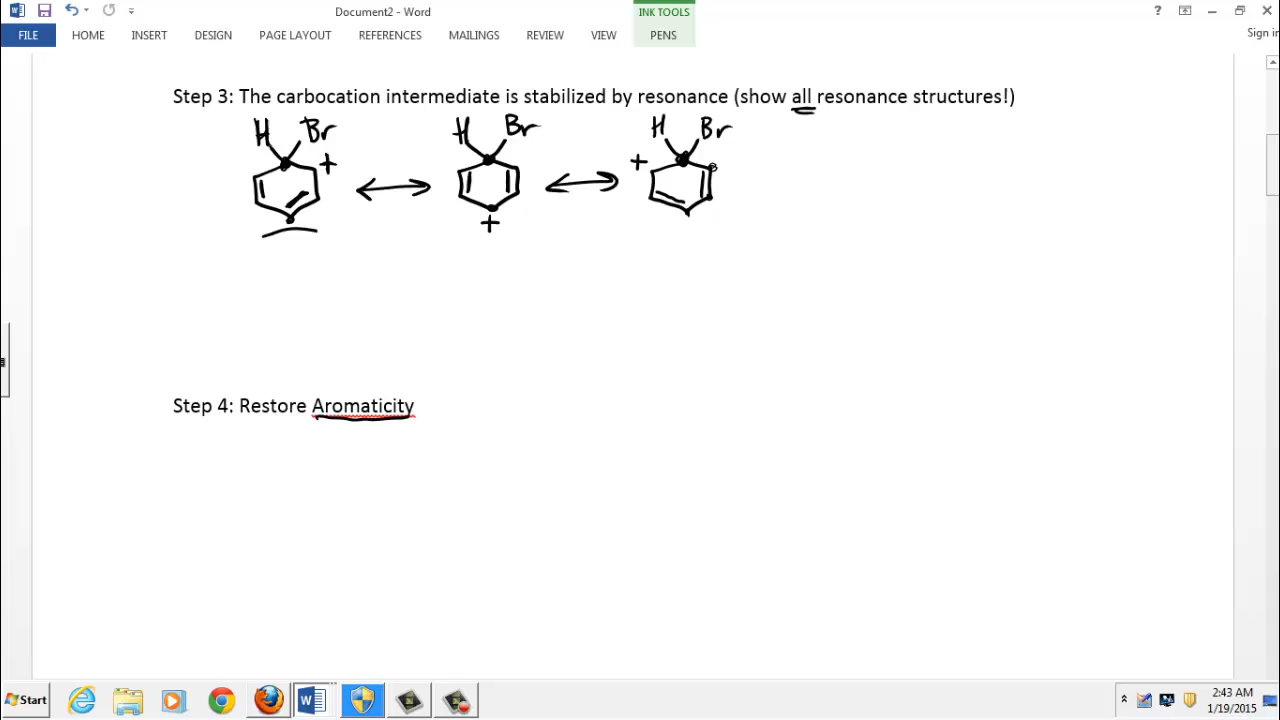 Document2 - Word
INK TOOLS
?
FILE HOME INSERT DESIGN PAGE LAYOUT REFERENCES MAILINGS REVIEW VIEW PENS
Sign in
Step 3: The carbocation intermediate is stabilized by resonance (show all resonance structures!)
H Br H Br H Br
+ +
+
Step 4: Restore Aromaticity
Start
2:43 AM
1/19/2015